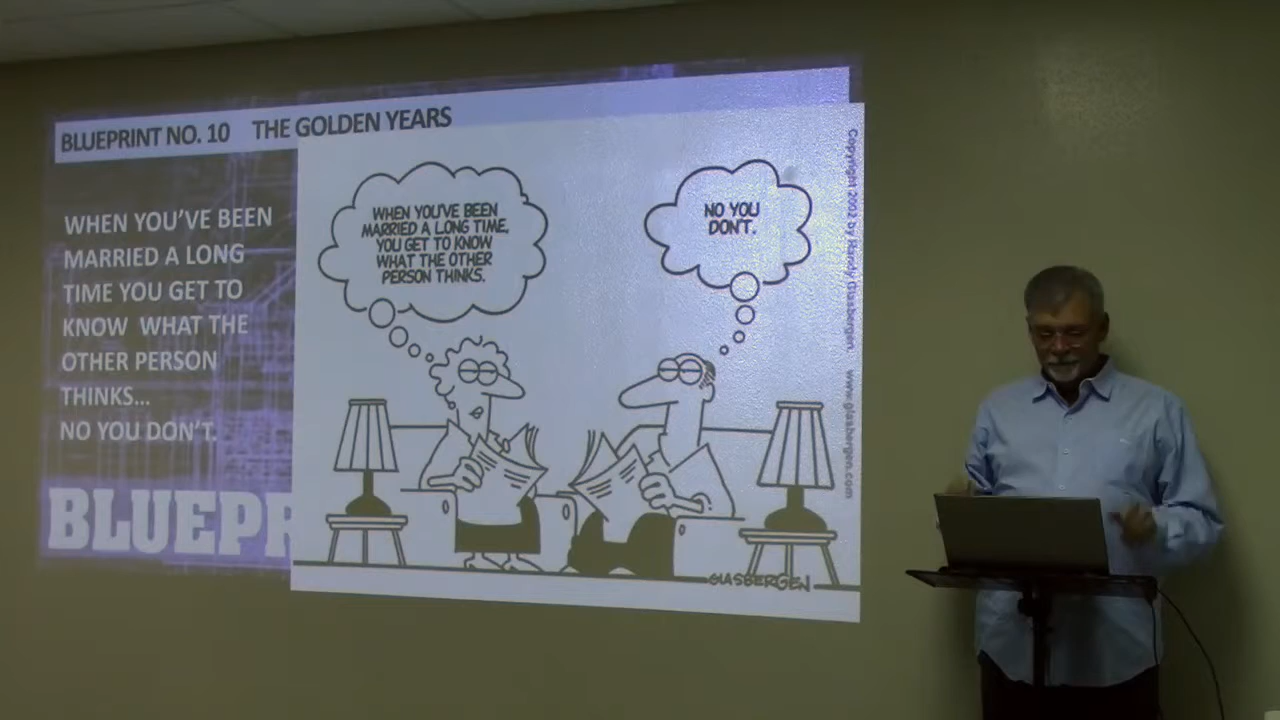 BLUEPRINT NO. 10 THE GOLDEN YEARS
WHEN YOU'VE BEEN
MARRIED A LONG
TIME YOU GET TO
KNOW WHAT THE
OTHER PERSON
THINKS...
NO YOU DON'T.
BLUEPR
WHEN YOU'VE BEEN
MARRIED A LONG TIME,
YOU GET TO KNOW
WHAT THE OTHER
PERSON THINKS.
NO YOU
DON'T.
Copyright 2002 by Randy Glasbergen. www.glasbergen.com
GLASBERGEN